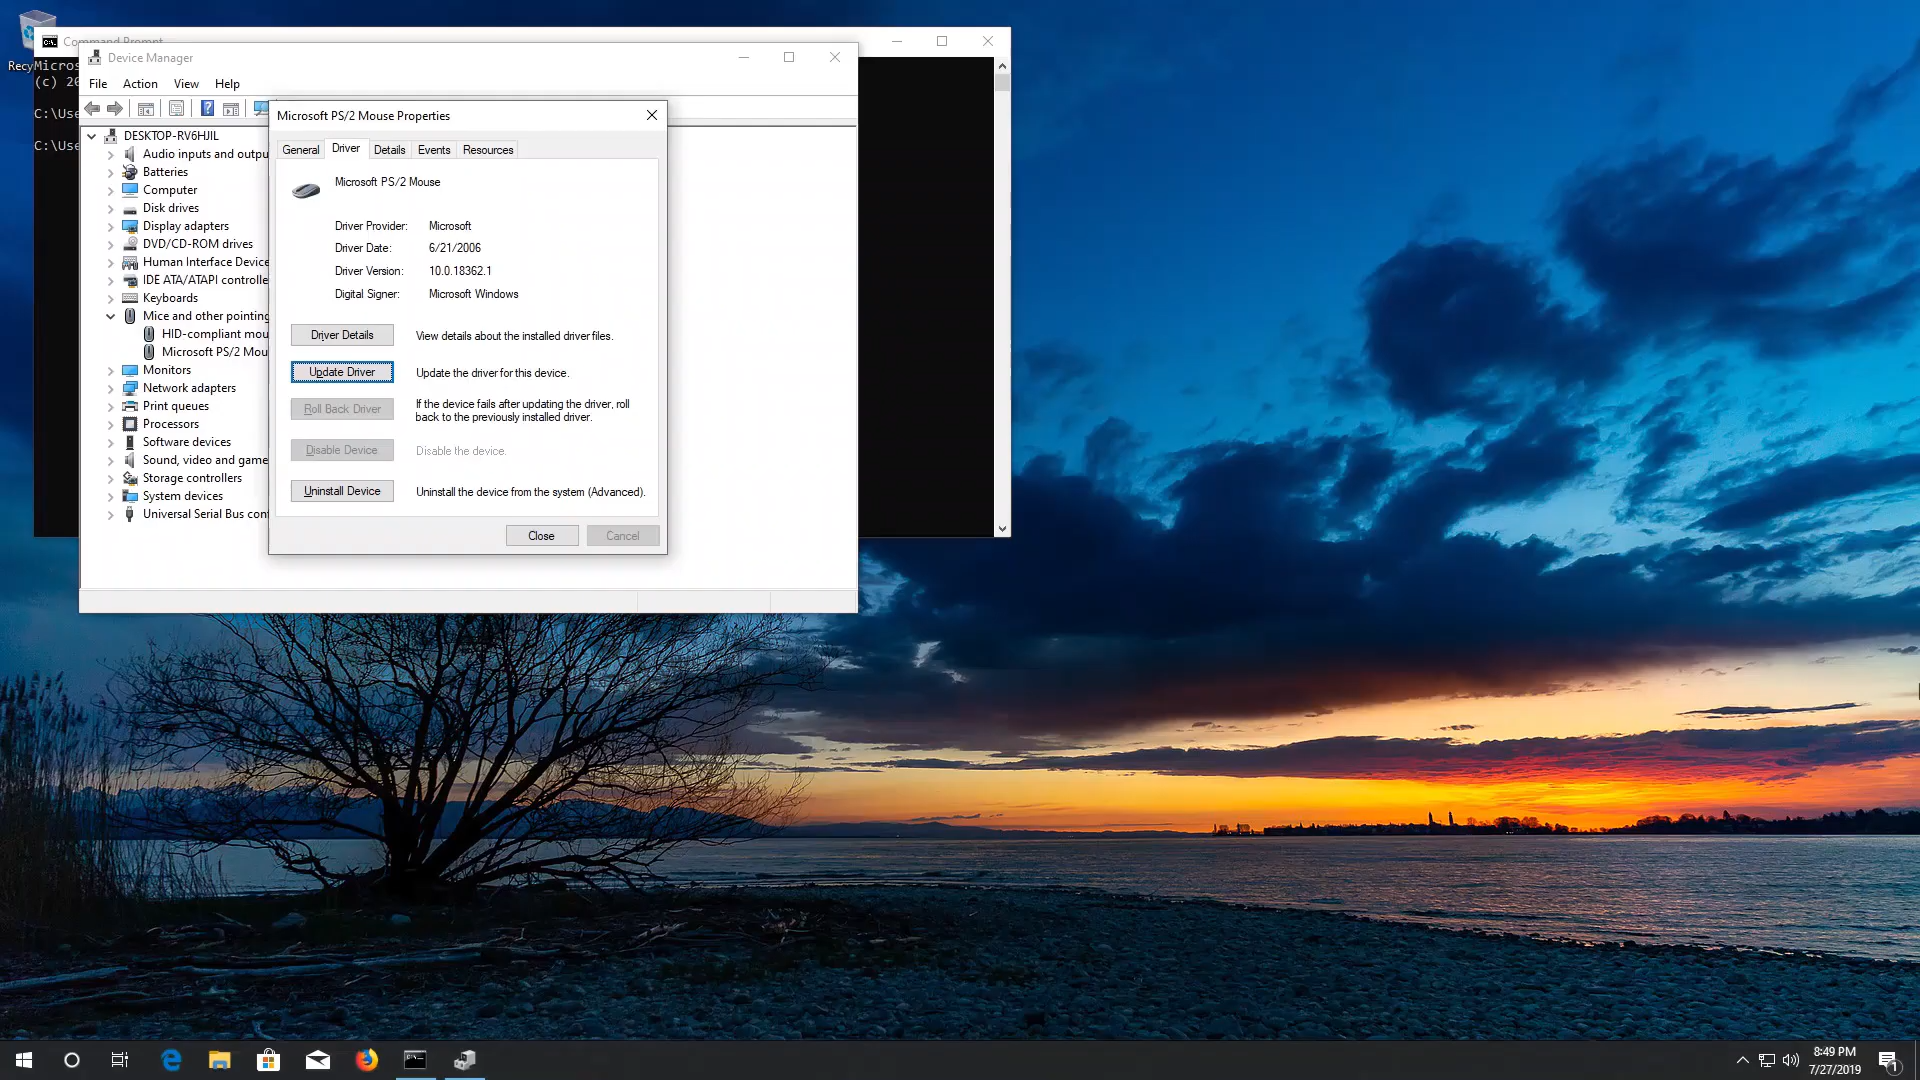 Command Prompt
Recy
Micros
(c) 20
C:\Use
C:\Use
Device Manager
File Action View Help
DESKTOP-RV6HJIL
Audio inputs and outpu
Batteries
Computer
Disk drives
Display adapters
DVD/CD-ROM drives
Human Interface Device
IDE ATA/ATAPI controlle
Keyboards
Mice and other pointing
HID-compliant mou
Microsoft PS/2 Mou
Monitors
Network adapters
Print queues
Processors
Software devices
Sound, video and game
Storage controllers
System devices
Universal Serial Bus cont
Microsoft PS/2 Mouse Properties
General Driver Details Events Resources
Microsoft PS/2 Mouse
Driver Provider: Microsoft
Driver Date: 6/21/2006
Driver Version: 10.0.18362.1
Digital Signer: Microsoft Windows
Driver Details View details about the installed driver files.
Update Driver Update the driver for this device.
Roll Back Driver If the device fails after updating the driver, roll
back to the previously installed driver.
Disable Device Disable the device.
Uninstall Device Uninstall the device from the system (Advanced).
Close Cancel
8:49 PM
7/27/2019
1